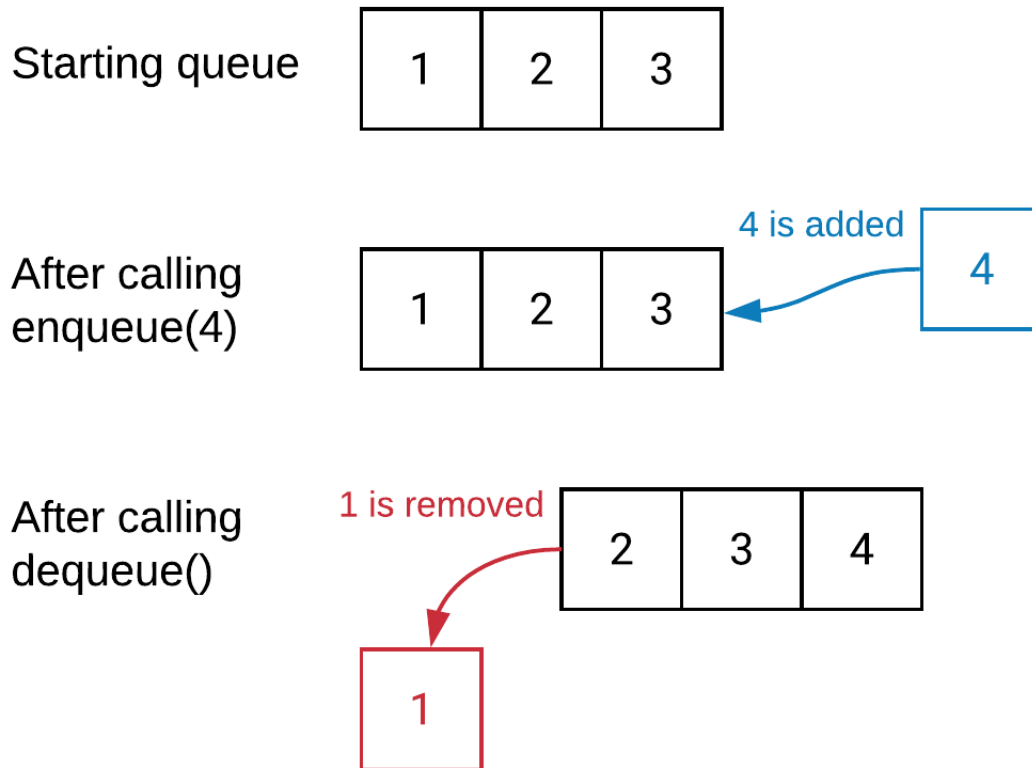 Starting queue
1 2 3
4 is added
4
After calling
enqueue(4)
1 2 3
After calling
dequeue()
1 is removed
2 3 4
1